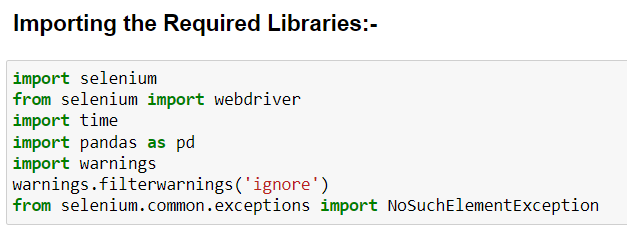 Importing the Required Libraries:-
import selenium
from selenium import webdriver
import time
import pandas as pd
import warnings
warnings.filterwarnings('ignore')
from selenium.common.exceptions import NoSuchElementException